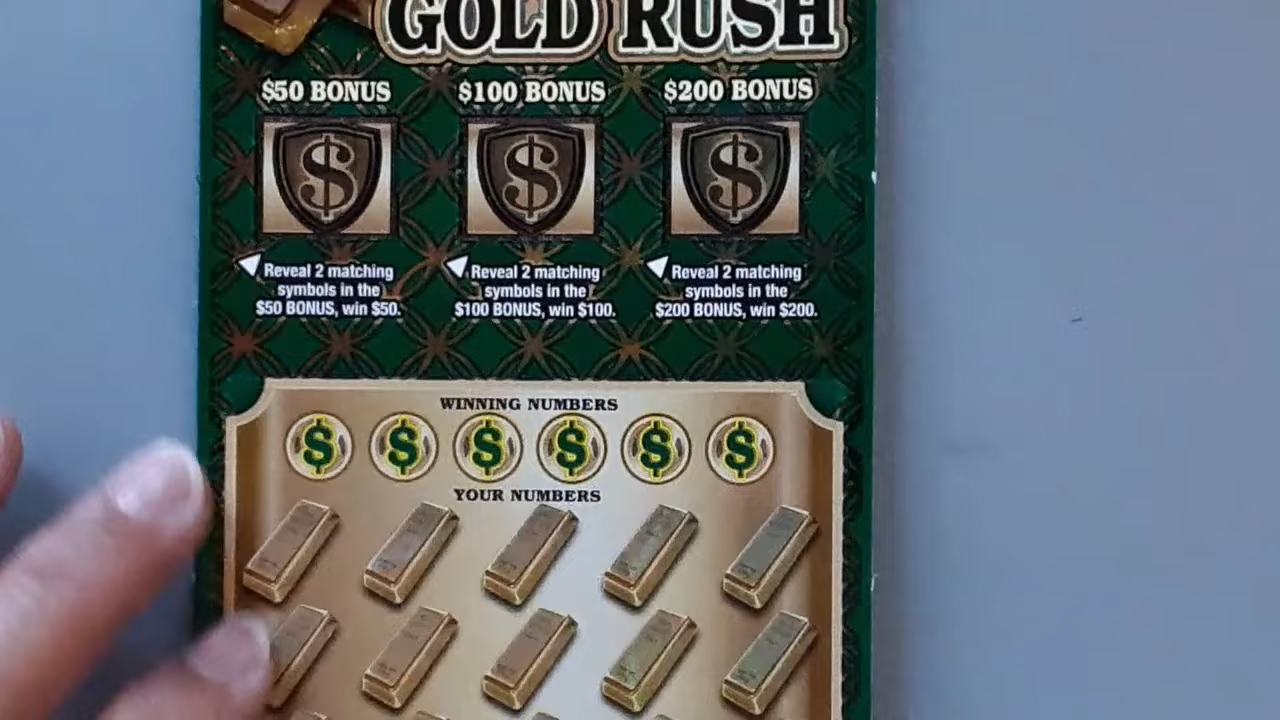 GOLD RUSH
$50 BONUS $100 BONUS $200 BONUS
$ $ $
Reveal 2 matching
symbols in the
$50 BONUS, win $50.
Reveal 2 matching
symbols in the
$100 BONUS, win $100.
Reveal 2 matching
symbols in the
$200 BONUS, win $200.
WINNING NUMBERS
$ $ $ $ $ $
YOUR NUMBERS